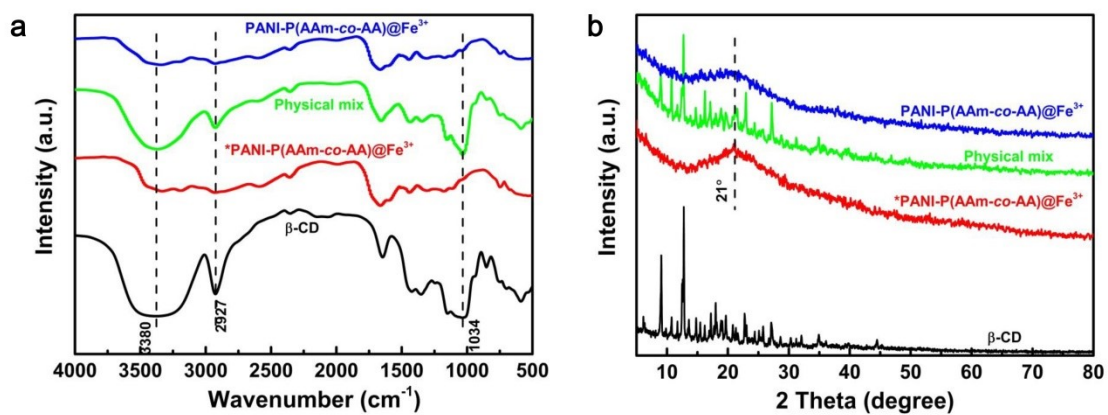 a
Intensity (a.u.)
PANI-P(AAm-co-AA)@Fe³⁺
Physical mix
*PANI-P(AAm-co-AA)@Fe³⁺
β-CD
3380
2927
1034
4000 3500 3000 2500 2000 1500 1000 500
Wavenumber (cm⁻¹)
b
Intensity (a.u.)
PANI-P(AAm-co-AA)@Fe³⁺
Physical mix
21°
*PANI-P(AAm-co-AA)@Fe³⁺
β-CD
10 20 30 40 50 60 70 80
2 Theta (degree)